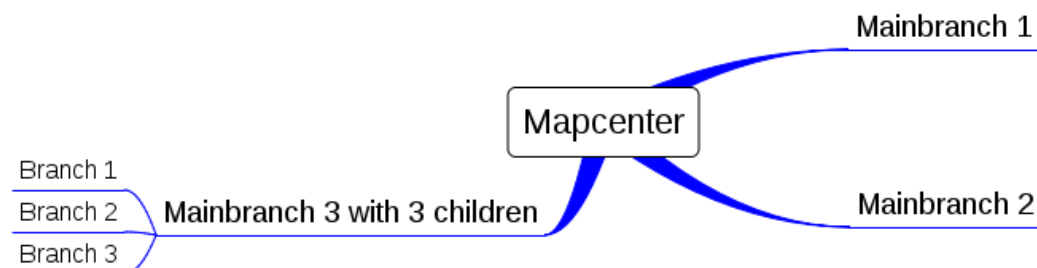 Mainbranch 1
Mapcenter
Branch 1
Branch 2
Mainbranch 3 with 3 children
Mainbranch 2
Branch 3